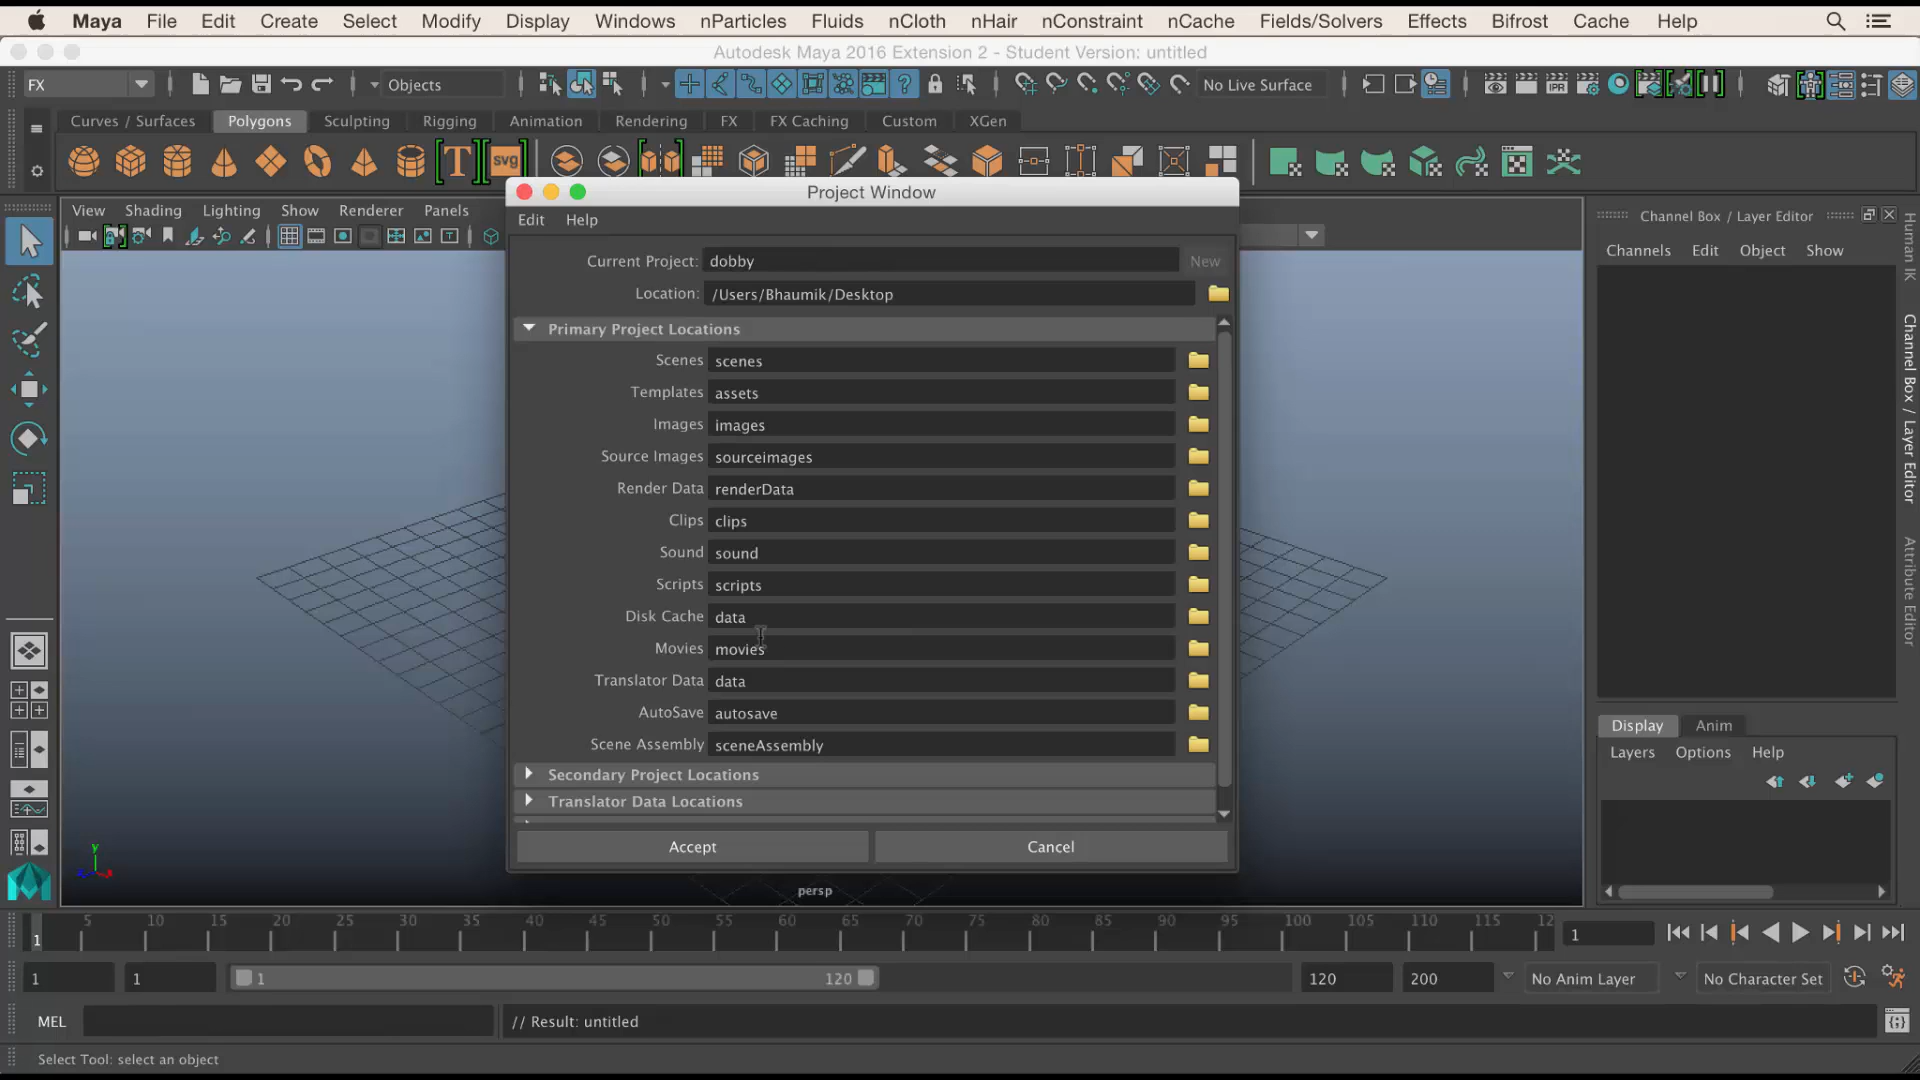 Maya File Edit Create Select Modify Display Windows nParticles Fluids nCloth nHair nConstraint nCache Fields/Solvers Effects Bifrost Cache Help
Autodesk Maya 2016 Extension 2 - Student Version: untitled
FX Objects No Live Surface IPR
Curves / Surfaces Polygons Sculpting Rigging Animation Rendering FX FX Caching Custom XGen
T svg
Project Window
View Shading Lighting Show Renderer Panels
Edit Help
Current Project: dobby New
Location: /Users/Bhaumik/Desktop
Primary Project Locations
Scenes scenes
Templates assets
Images images
Source Images sourceimages
Render Data renderData
Clips clips
Sound sound
Scripts scripts
Disk Cache data
Movies movies
Translator Data data
AutoSave autosave
Scene Assembly sceneAssembly
Secondary Project Locations
Translator Data Locations
Accept Cancel
Channel Box / Layer Editor
Channels Edit Object Show
Human IK
Channel Box / Layer Editor
Attribute Editor
Display Anim
Layers Options Help
y
persp
5 10 15 20 25 30 35 40 45 50 55 60 65 70 75 80 85 90 95 100 105 110 115 12
1 1
1 1 1 120 120 200 No Anim Layer No Character Set
MEL // Result: untitled
Select Tool: select an object